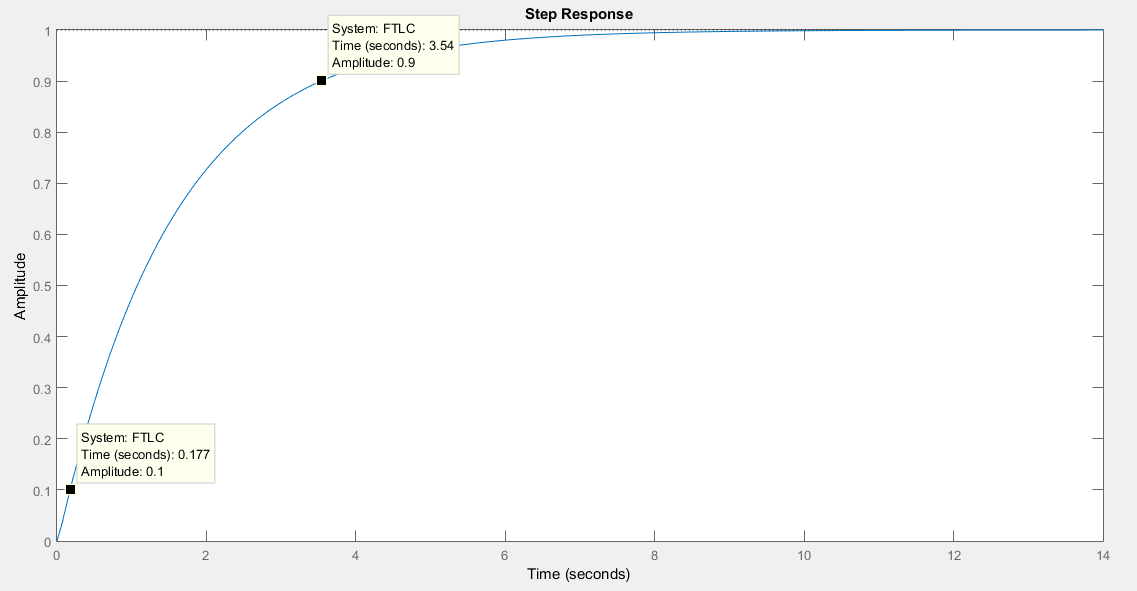 Step Response
System: FTLC
Time (seconds): 3.54
Amplitude: 0.9
System: FTLC
Time (seconds): 0.177
Amplitude: 0.1
Amplitude
1
0.9
0.8
0.7
0.6
0.5
0.4
0.3
0.2
0.1
0
0 2 4 6 8 10 12 14
Time (seconds)